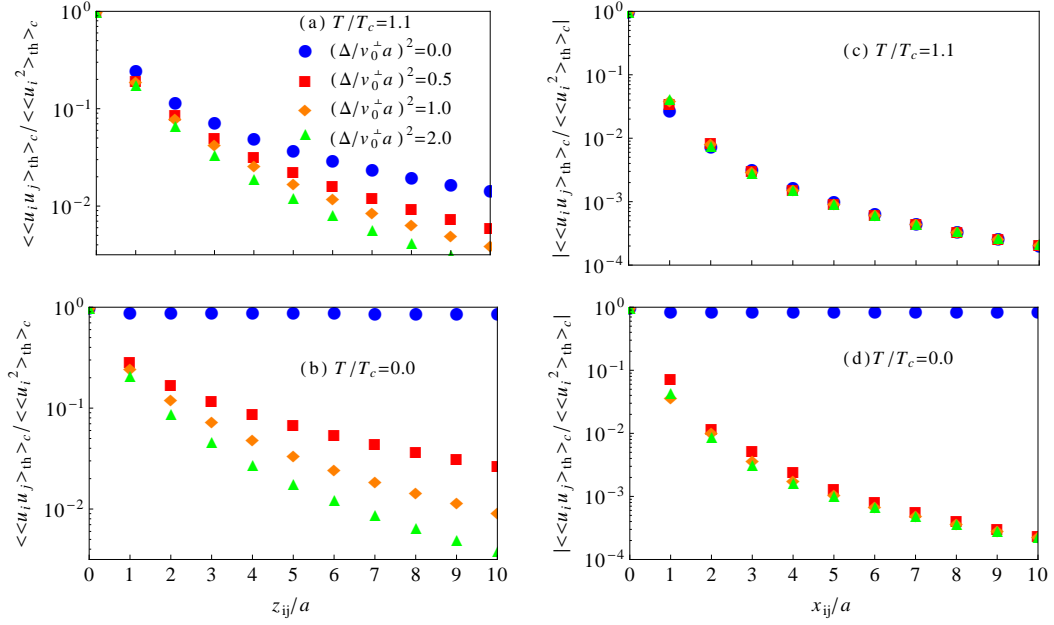 <<u_i u_j>_th>_c / <<u_i^2>_th>_c
10^0
10^-1
10^-2
(a) T/T_c=1.1
(Δ/v_0^⊥ a)^2=0.0
(Δ/v_0^⊥ a)^2=0.5
(Δ/v_0^⊥ a)^2=1.0
(Δ/v_0^⊥ a)^2=2.0
|<<u_i u_j>_th>_c / <<u_i^2>_th>_c|
10^0
10^-1
10^-2
10^-3
10^-4
(c) T/T_c=1.1
<<u_i u_j>_th>_c / <<u_i^2>_th>_c
10^0
10^-1
10^-2
(b) T/T_c=0.0
0 1 2 3 4 5 6 7 8 9 10
z_ij/a
|<<u_i u_j>_th>_c / <<u_i^2>_th>_c|
10^0
10^-1
10^-2
10^-3
10^-4
(d) T/T_c=0.0
0 1 2 3 4 5 6 7 8 9 10
x_ij/a